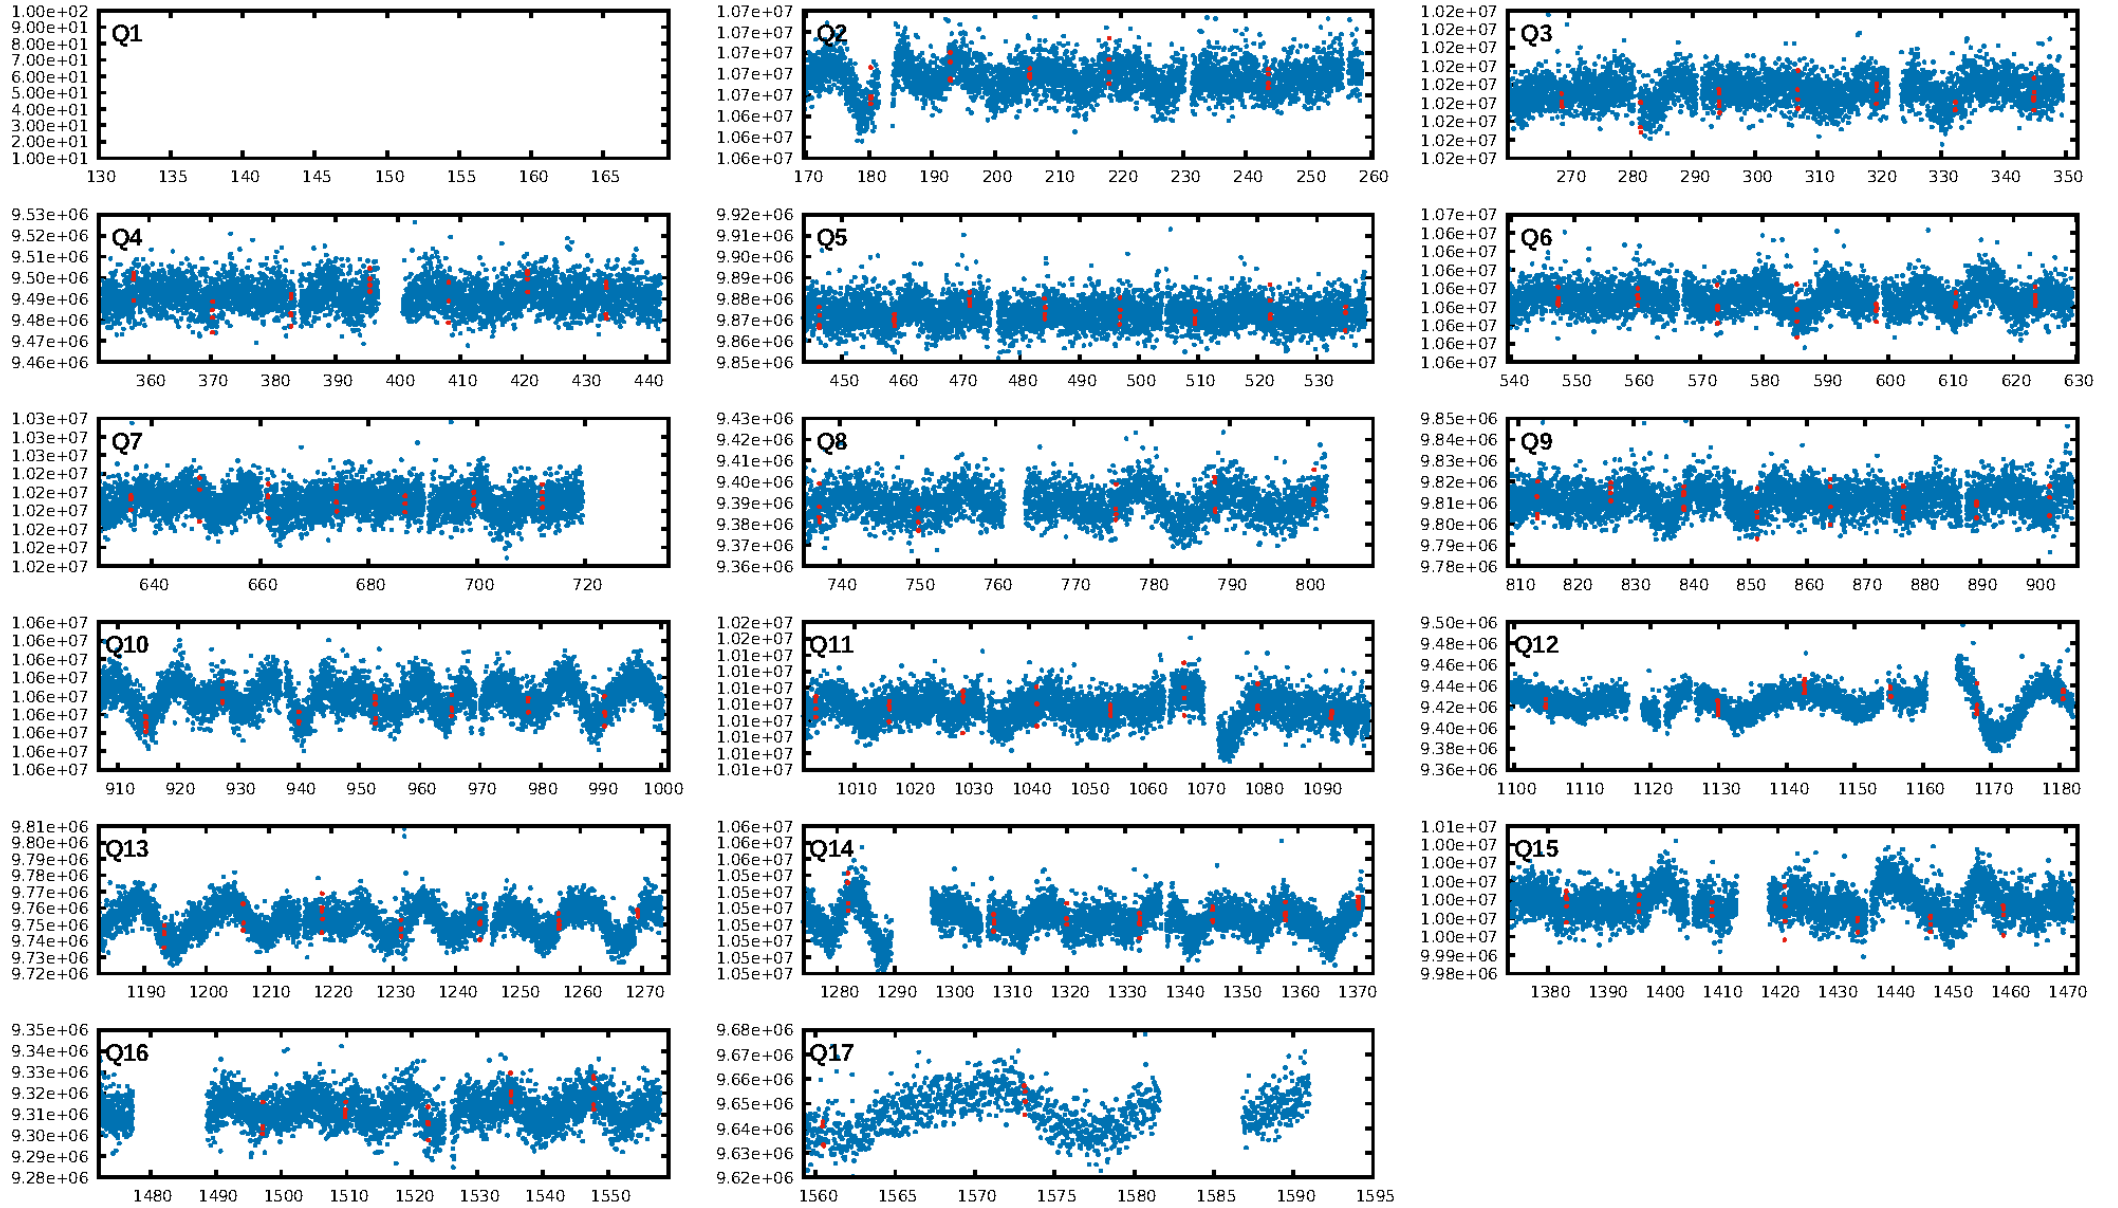 Q1
1.00e+02
9.00e+01
8.00e+01
7.00e+01
6.00e+01
5.00e+01
4.00e+01
3.00e+01
2.00e+01
1.00e+01
130 135 140 145 150 155 160 165
Q2
1.07e+07
1.07e+07
1.07e+07
1.07e+07
1.07e+07
1.06e+07
1.06e+07
1.06e+07
170 180 190 200 210 220 230 240 250 260
Q3
1.02e+07
1.02e+07
1.02e+07
1.02e+07
1.02e+07
1.02e+07
1.02e+07
1.02e+07
1.02e+07
270 280 290 300 310 320 330 340 350
Q4
9.53e+06
9.52e+06
9.51e+06
9.50e+06
9.49e+06
9.48e+06
9.47e+06
9.46e+06
360 370 380 390 400 410 420 430 440
Q5
9.92e+06
9.91e+06
9.90e+06
9.89e+06
9.88e+06
9.87e+06
9.86e+06
9.85e+06
450 460 470 480 490 500 510 520 530
Q6
1.07e+07
1.06e+07
1.06e+07
1.06e+07
1.06e+07
1.06e+07
1.06e+07
1.06e+07
1.06e+07
540 550 560 570 580 590 600 610 620 630
Q7
1.03e+07
1.03e+07
1.03e+07
1.02e+07
1.02e+07
1.02e+07
1.02e+07
1.02e+07
1.02e+07
640 660 680 700 720
Q8
9.43e+06
9.42e+06
9.41e+06
9.40e+06
9.39e+06
9.38e+06
9.37e+06
9.36e+06
740 750 760 770 780 790 800
Q9
9.85e+06
9.84e+06
9.83e+06
9.82e+06
9.81e+06
9.80e+06
9.79e+06
9.78e+06
810 820 830 840 850 860 870 880 890 900
Q10
1.06e+07
1.06e+07
1.06e+07
1.06e+07
1.06e+07
1.06e+07
1.06e+07
1.06e+07
1.06e+07
910 920 930 940 950 960 970 980 990 1000
Q11
1.02e+07
1.02e+07
1.01e+07
1.01e+07
1.01e+07
1.01e+07
1.01e+07
1.01e+07
1.01e+07
1.01e+07
1010 1020 1030 1040 1050 1060 1070 1080 1090
Q12
9.50e+06
9.48e+06
9.46e+06
9.44e+06
9.42e+06
9.40e+06
9.38e+06
9.36e+06
1100 1110 1120 1130 1140 1150 1160 1170 1180
Q13
9.81e+06
9.80e+06
9.79e+06
9.78e+06
9.77e+06
9.76e+06
9.75e+06
9.74e+06
9.73e+06
9.72e+06
1190 1200 1210 1220 1230 1240 1250 1260 1270
Q14
1.06e+07
1.06e+07
1.06e+07
1.05e+07
1.05e+07
1.05e+07
1.05e+07
1.05e+07
1.05e+07
1.05e+07
1280 1290 1300 1310 1320 1330 1340 1350 1360 1370
Q15
1.01e+07
1.00e+07
1.00e+07
1.00e+07
1.00e+07
1.00e+07
1.00e+07
9.99e+06
9.98e+06
1380 1390 1400 1410 1420 1430 1440 1450 1460 1470
Q16
9.35e+06
9.34e+06
9.33e+06
9.32e+06
9.31e+06
9.30e+06
9.29e+06
9.28e+06
1480 1490 1500 1510 1520 1530 1540 1550
Q17
9.68e+06
9.67e+06
9.66e+06
9.65e+06
9.64e+06
9.63e+06
9.62e+06
1560 1565 1570 1575 1580 1585 1590 1595